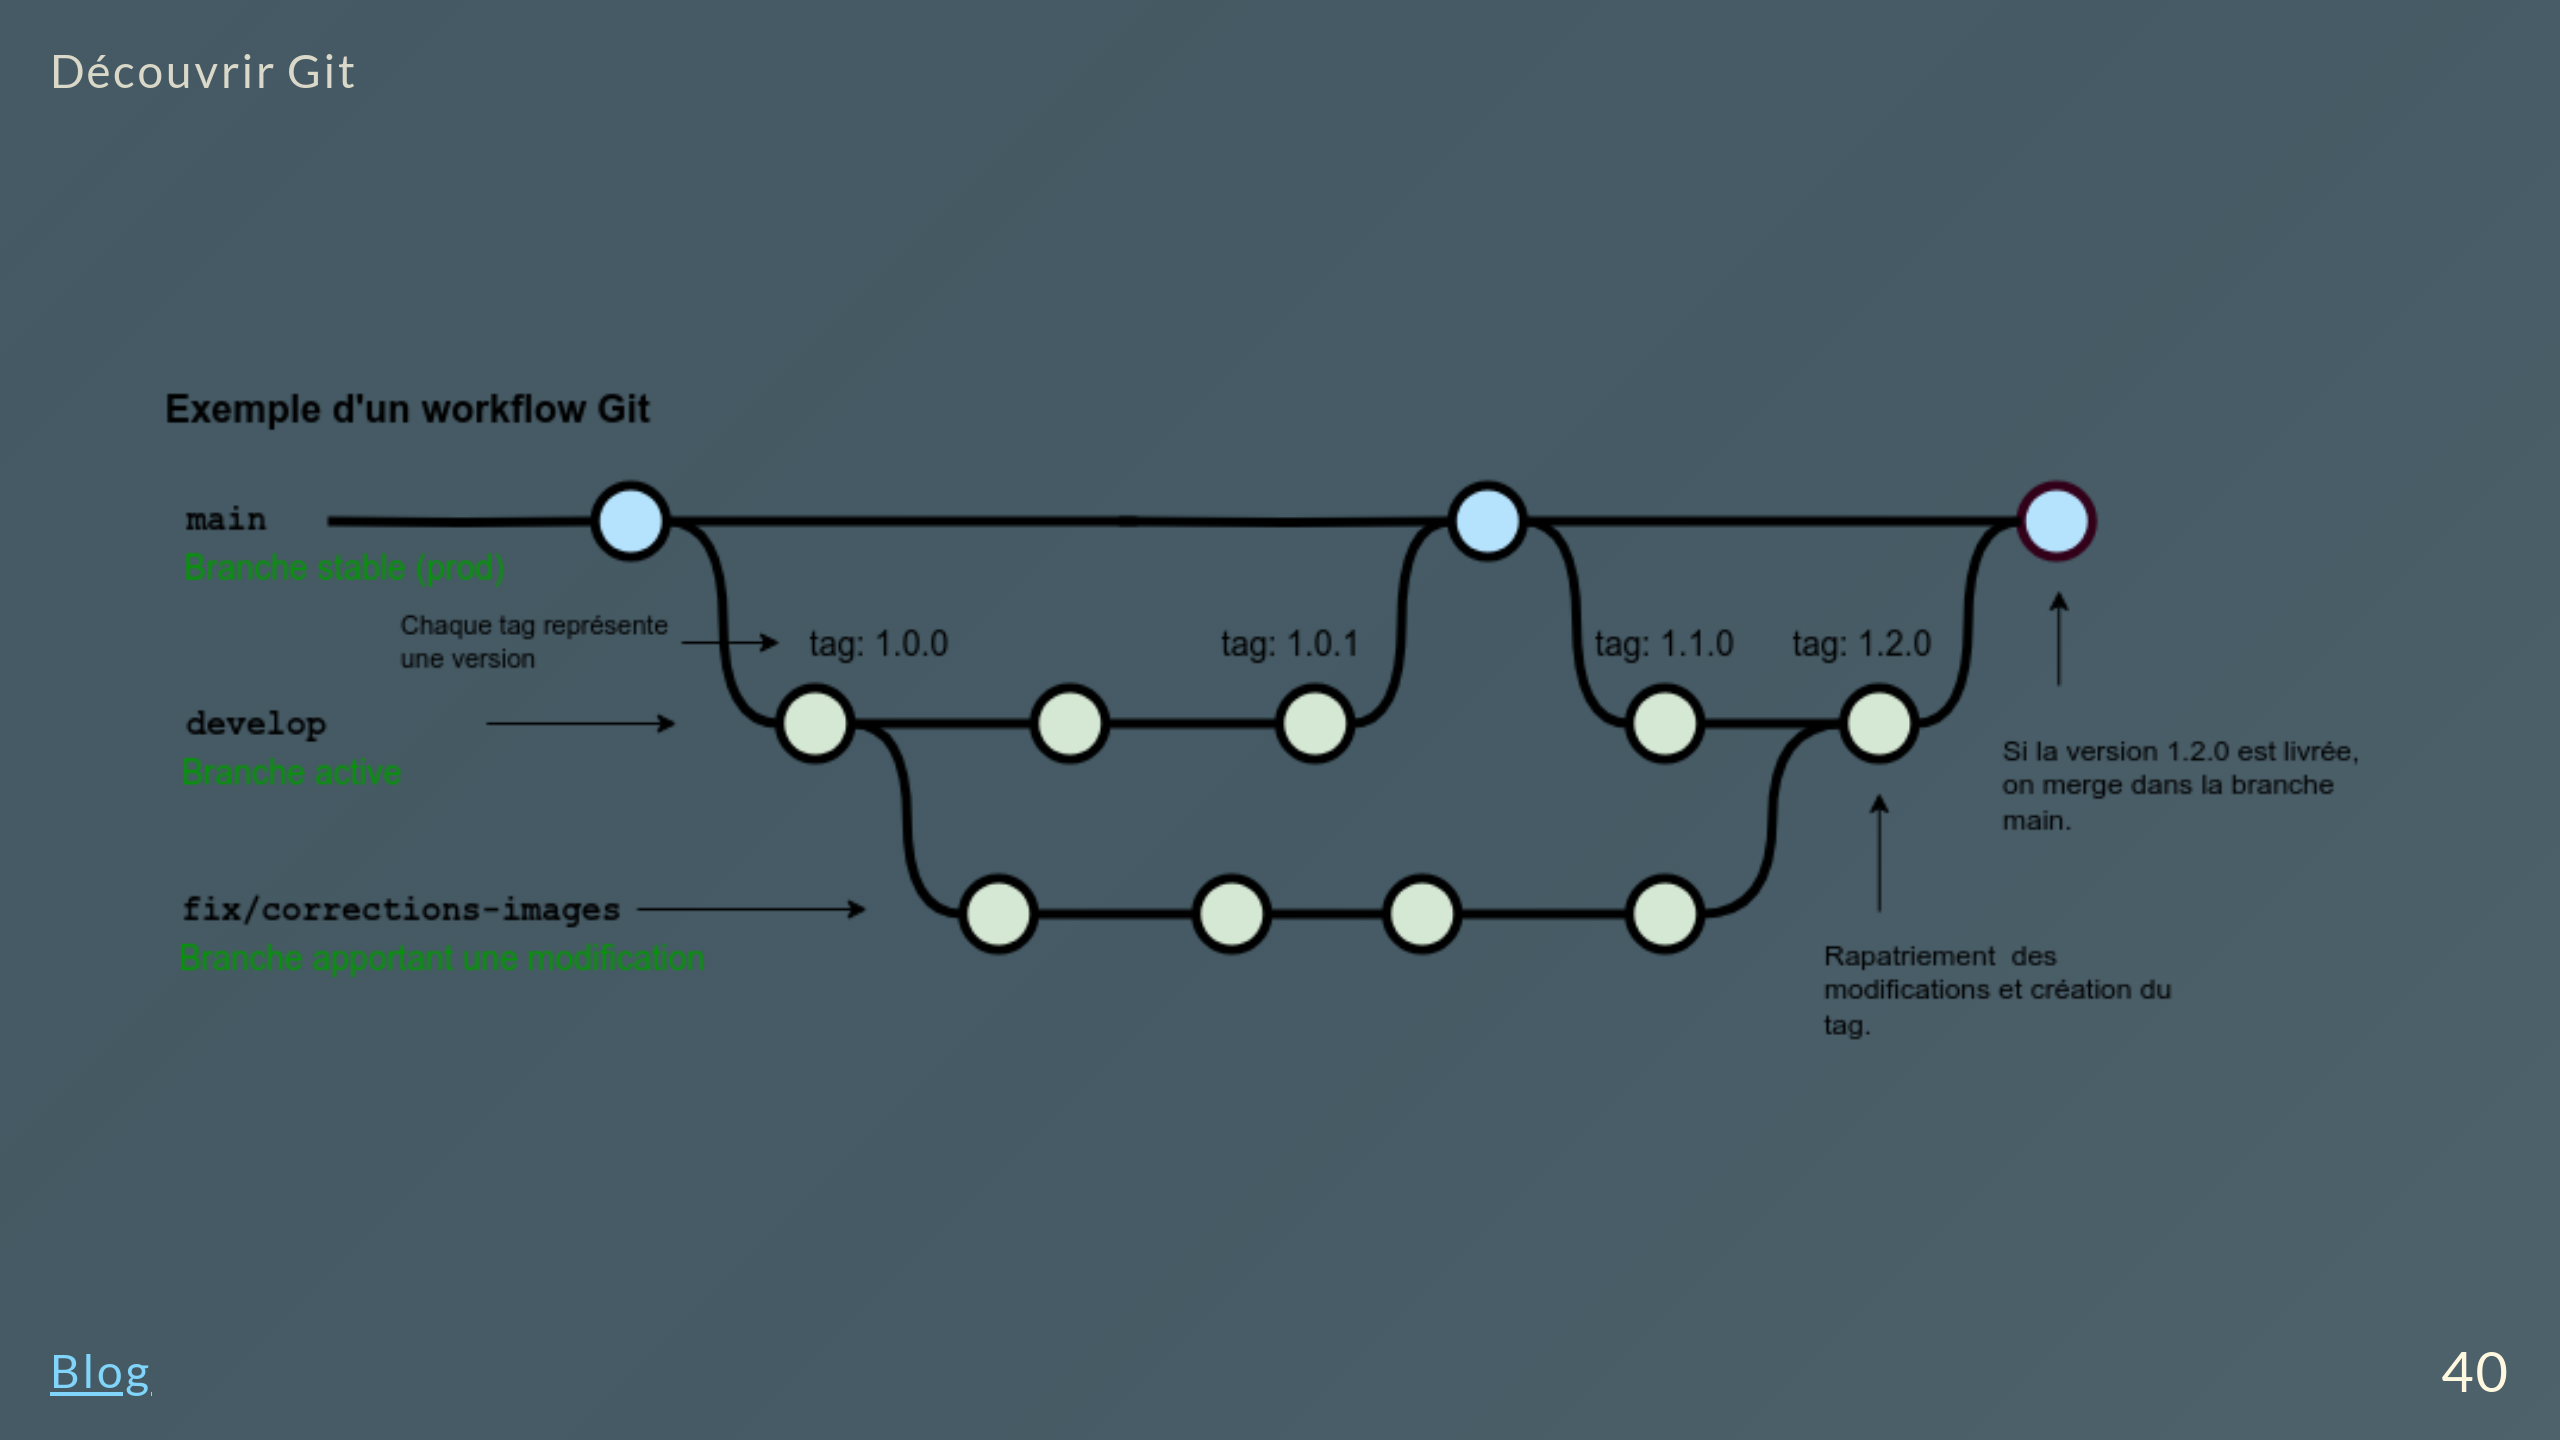 Découvrir Git
Exemple d'un workflow Git
main
Branche stable (prod)
Chaque tag représente
une version
tag: 1.0.0
tag: 1.0.1
tag: 1.1.0
tag: 1.2.0
develop
Branche active
Si la version 1.2.0 est livrée,
on merge dans la branche
main.
fix/corrections-images
Branche apportant une modification
Rapatriement  des
modifications et création du
tag.
Blog
40